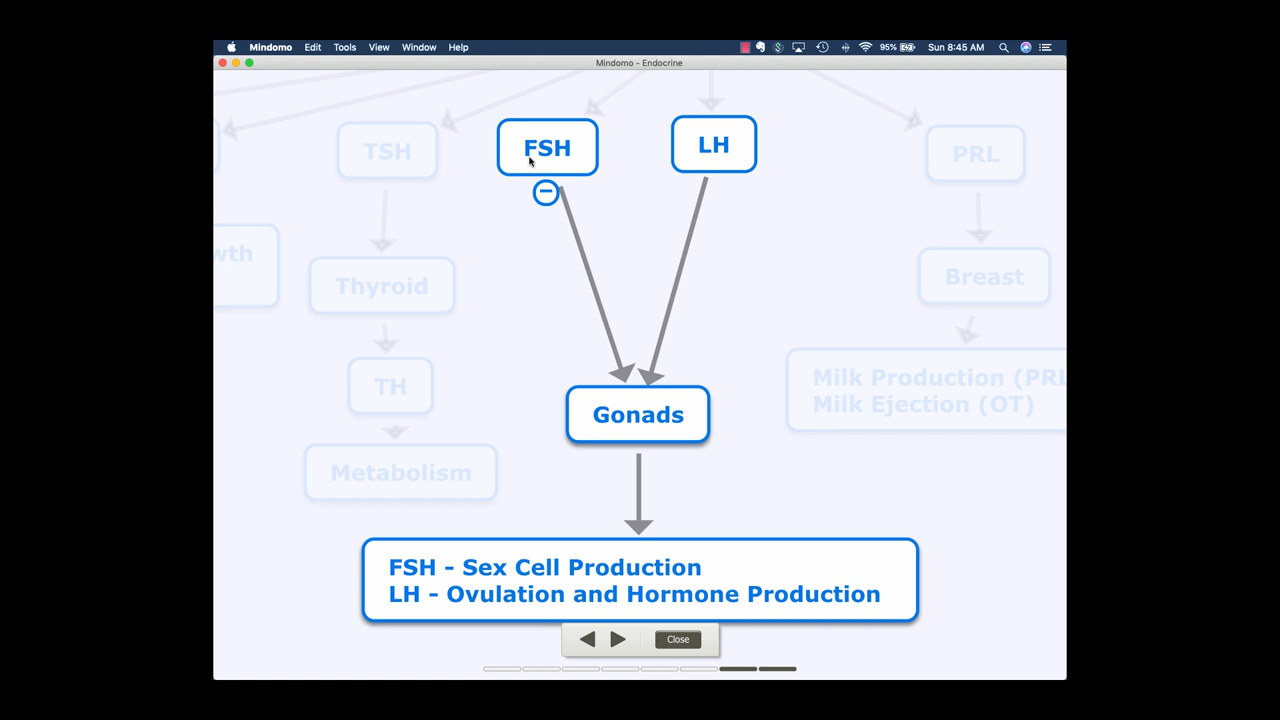 Mindomo Edit Tools View Window Help 95% Sun 8:45 AM
Mindomo - Endocrine
TSH
FSH
LH
PRL
wth
Thyroid
Breast
TH
Gonads
Milk Production (PRL
Milk Ejection (OT)
Metabolism
FSH - Sex Cell Production
LH - Ovulation and Hormone Production
Close